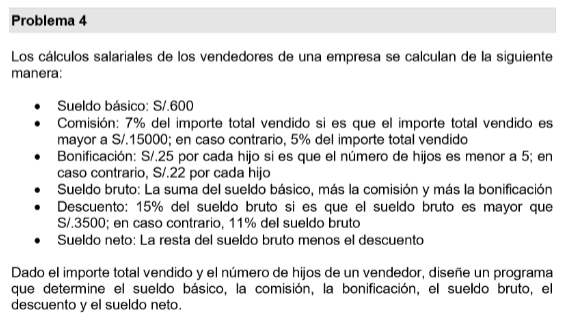 Problema 4
Los cálculos salariales de los vendedores de una empresa se calculan de la siguiente
manera:
• Sueldo básico: S/.600
• Comisión: 7% del importe total vendido si es que el importe total vendido es
mayor a S/.15000; en caso contrario, 5% del importe total vendido
• Bonificación: S/.25 por cada hijo si es que el número de hijos es menor a 5; en
caso contrario, S/.22 por cada hijo
• Sueldo bruto: La suma del sueldo básico, más la comisión y más la bonificación
• Descuento: 15% del sueldo bruto si es que el sueldo bruto es mayor que
S/.3500; en caso contrario, 11% del sueldo bruto
• Sueldo neto: La resta del sueldo bruto menos el descuento
Dado el importe total vendido y el número de hijos de un vendedor, diseñe un programa
que determine el sueldo básico, la comisión, la bonificación, el sueldo bruto, el
descuento y el sueldo neto.